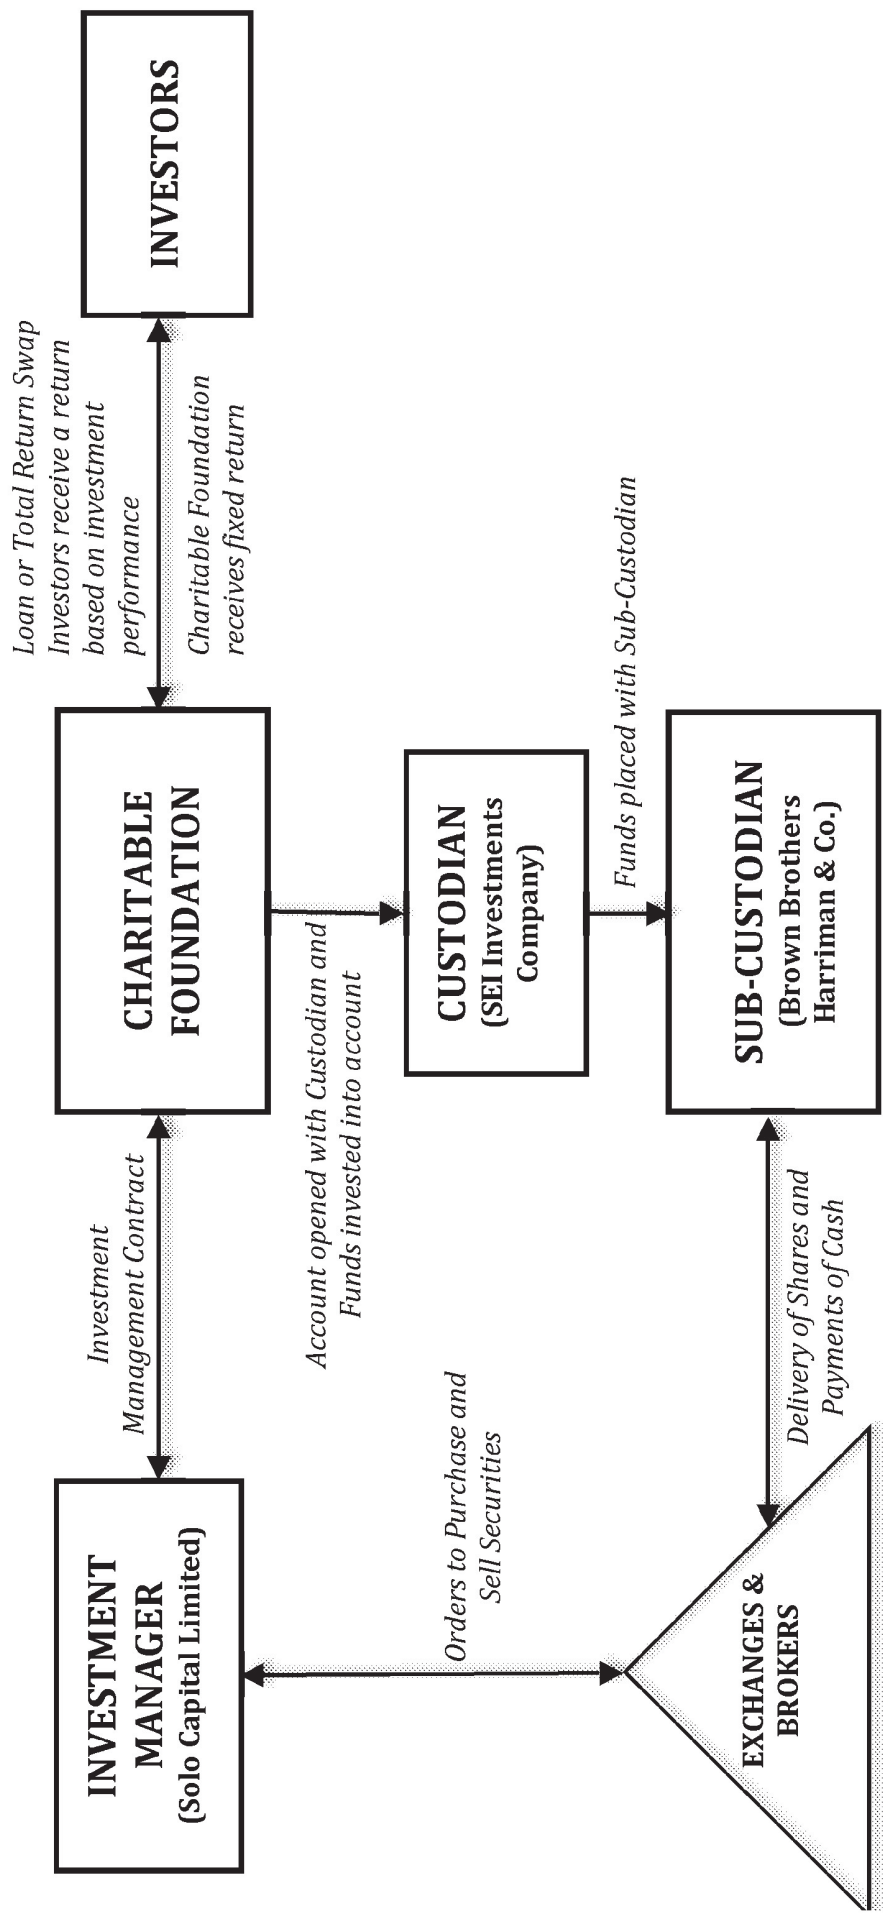 INVESTMENT
MANAGER
(Solo Capital Limited)
Investment
Management Contract
CHARITABLE
FOUNDATION
Loan or Total Return Swap
Investors receive a return
based on investment
performance
Charitable Foundation
receives fixed return
INVESTORS
Account opened with Custodian and
Funds invested into account
Orders to Purchase and
Sell Securities
CUSTODIAN
(SEI Investments
Company)
Funds placed with Sub-Custodian
EXCHANGES &
BROKERS
Delivery of Shares and
Payments of Cash
SUB-CUSTODIAN
(Brown Brothers
Harriman & Co.)